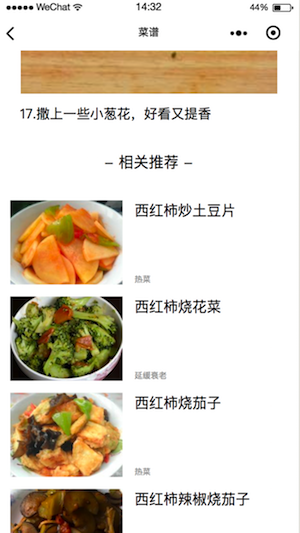 WeChat 14:32 44%
菜谱
17.撒上一些小葱花，好看又提香
– 相关推荐 –
西红柿炒土豆片
热菜
西红柿烧花菜
延缓衰老
西红柿烧茄子
热菜
西红柿辣椒烧茄子